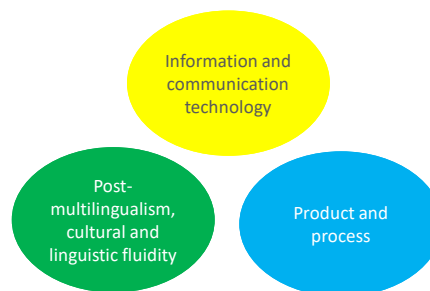 Information and
communication
technology
Post-
multilingualism,
cultural and
linguistic fluidity
Product and
process